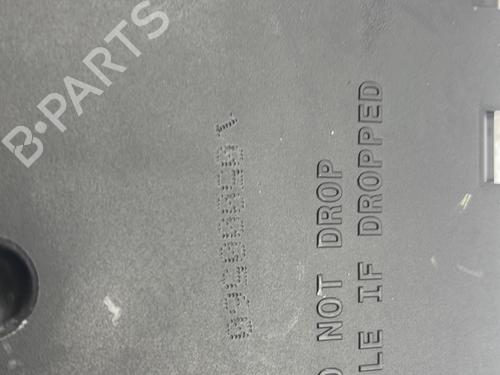 B-PARTS
O NOT DROP
LE IF DROPPED